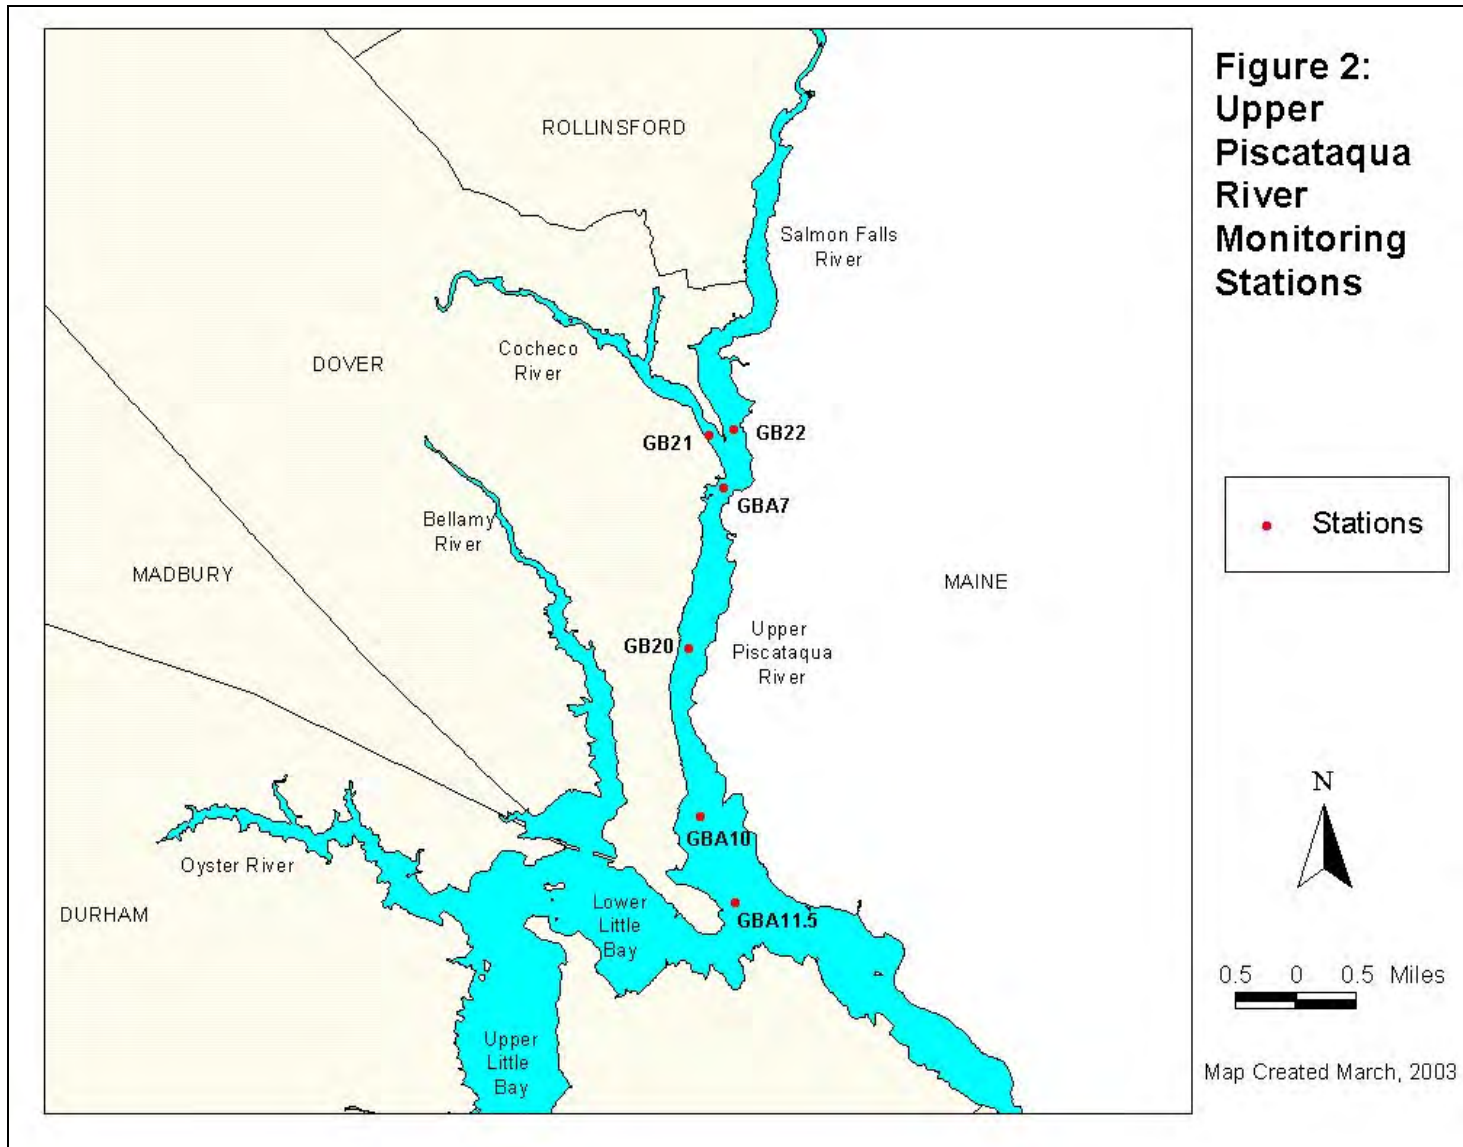 Figure 2:
Upper
Piscataqua
River
Monitoring
Stations
ROLLINSFORD
Salmon Falls
River
Cocheco
River
DOVER
GB21
GB22
GBA7
Bellamy
River
MADBURY
MAINE
GB20
Upper
Piscataqua
River
Stations
N
GBA10
Oyster River
DURHAM
Lower
Little
Bay
GBA11.5
Upper
Little
Bay
0.5 0 0.5 Miles
Map Created March, 2003